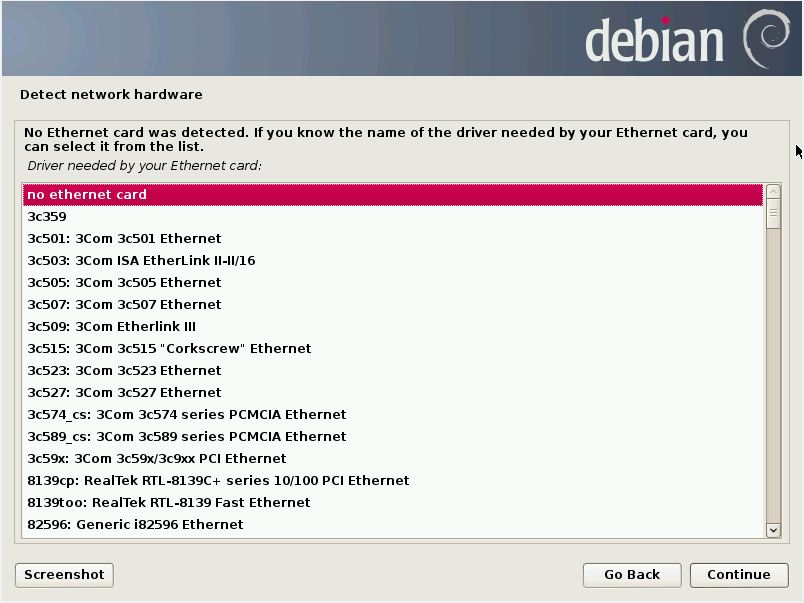 debian
Detect network hardware
No Ethernet card was detected. If you know the name of the driver needed by your Ethernet card, you
can select it from the list.
Driver needed by your Ethernet card:
no ethernet card
3c359
3c501: 3Com 3c501 Ethernet
3c503: 3Com ISA EtherLink II-II/16
3c505: 3Com 3c505 Ethernet
3c507: 3Com 3c507 Ethernet
3c509: 3Com Etherlink III
3c515: 3Com 3c515 "Corkscrew" Ethernet
3c523: 3Com 3c523 Ethernet
3c527: 3Com 3c527 Ethernet
3c574_cs: 3Com 3c574 series PCMCIA Ethernet
3c589_cs: 3Com 3c589 series PCMCIA Ethernet
3c59x: 3Com 3c59x/3c9xx PCI Ethernet
8139cp: RealTek RTL-8139C+ series 10/100 PCI Ethernet
8139too: RealTek RTL-8139 Fast Ethernet
82596: Generic i82596 Ethernet
Screenshot
Go Back
Continue